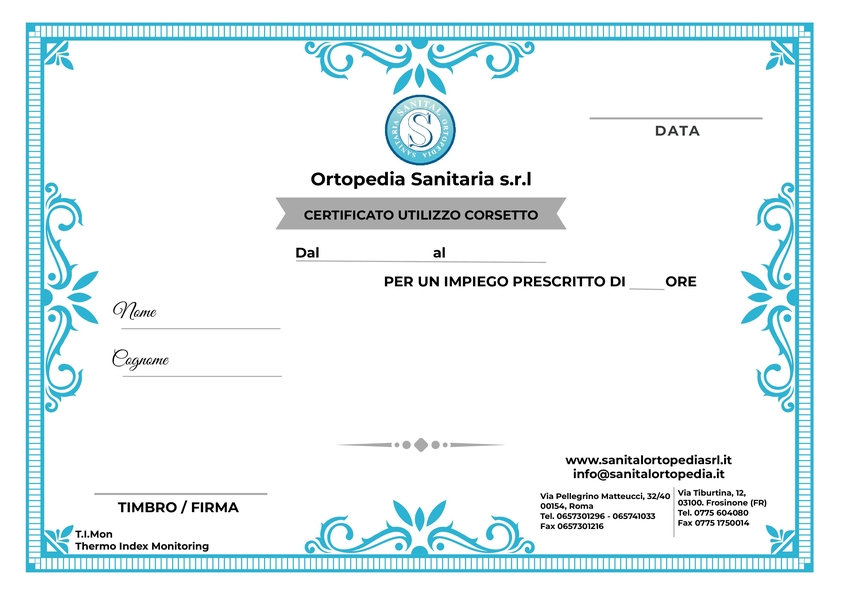 SANITAL ORTOPEDIA SANITARIA
S
DATA
Ortopedia Sanitaria s.r.l
CERTIFICATO UTILIZZO CORSETTO
Dal al
PER UN IMPIEGO PRESCRITTO DI ____ORE
Nome
Cognome
www.sanitalortopediasrl.it
info@sanitalortopedia.it
Via Pellegrino Matteucci, 32/40
00154, Roma
Tel. 0657301296 - 065741033
Fax 0657301216
Via Tiburtina, 12,
03100. Frosinone (FR)
Tel. 0775 604080
Fax 0775 1750014
TIMBRO / FIRMA
T.I.Mon
Thermo Index Monitoring